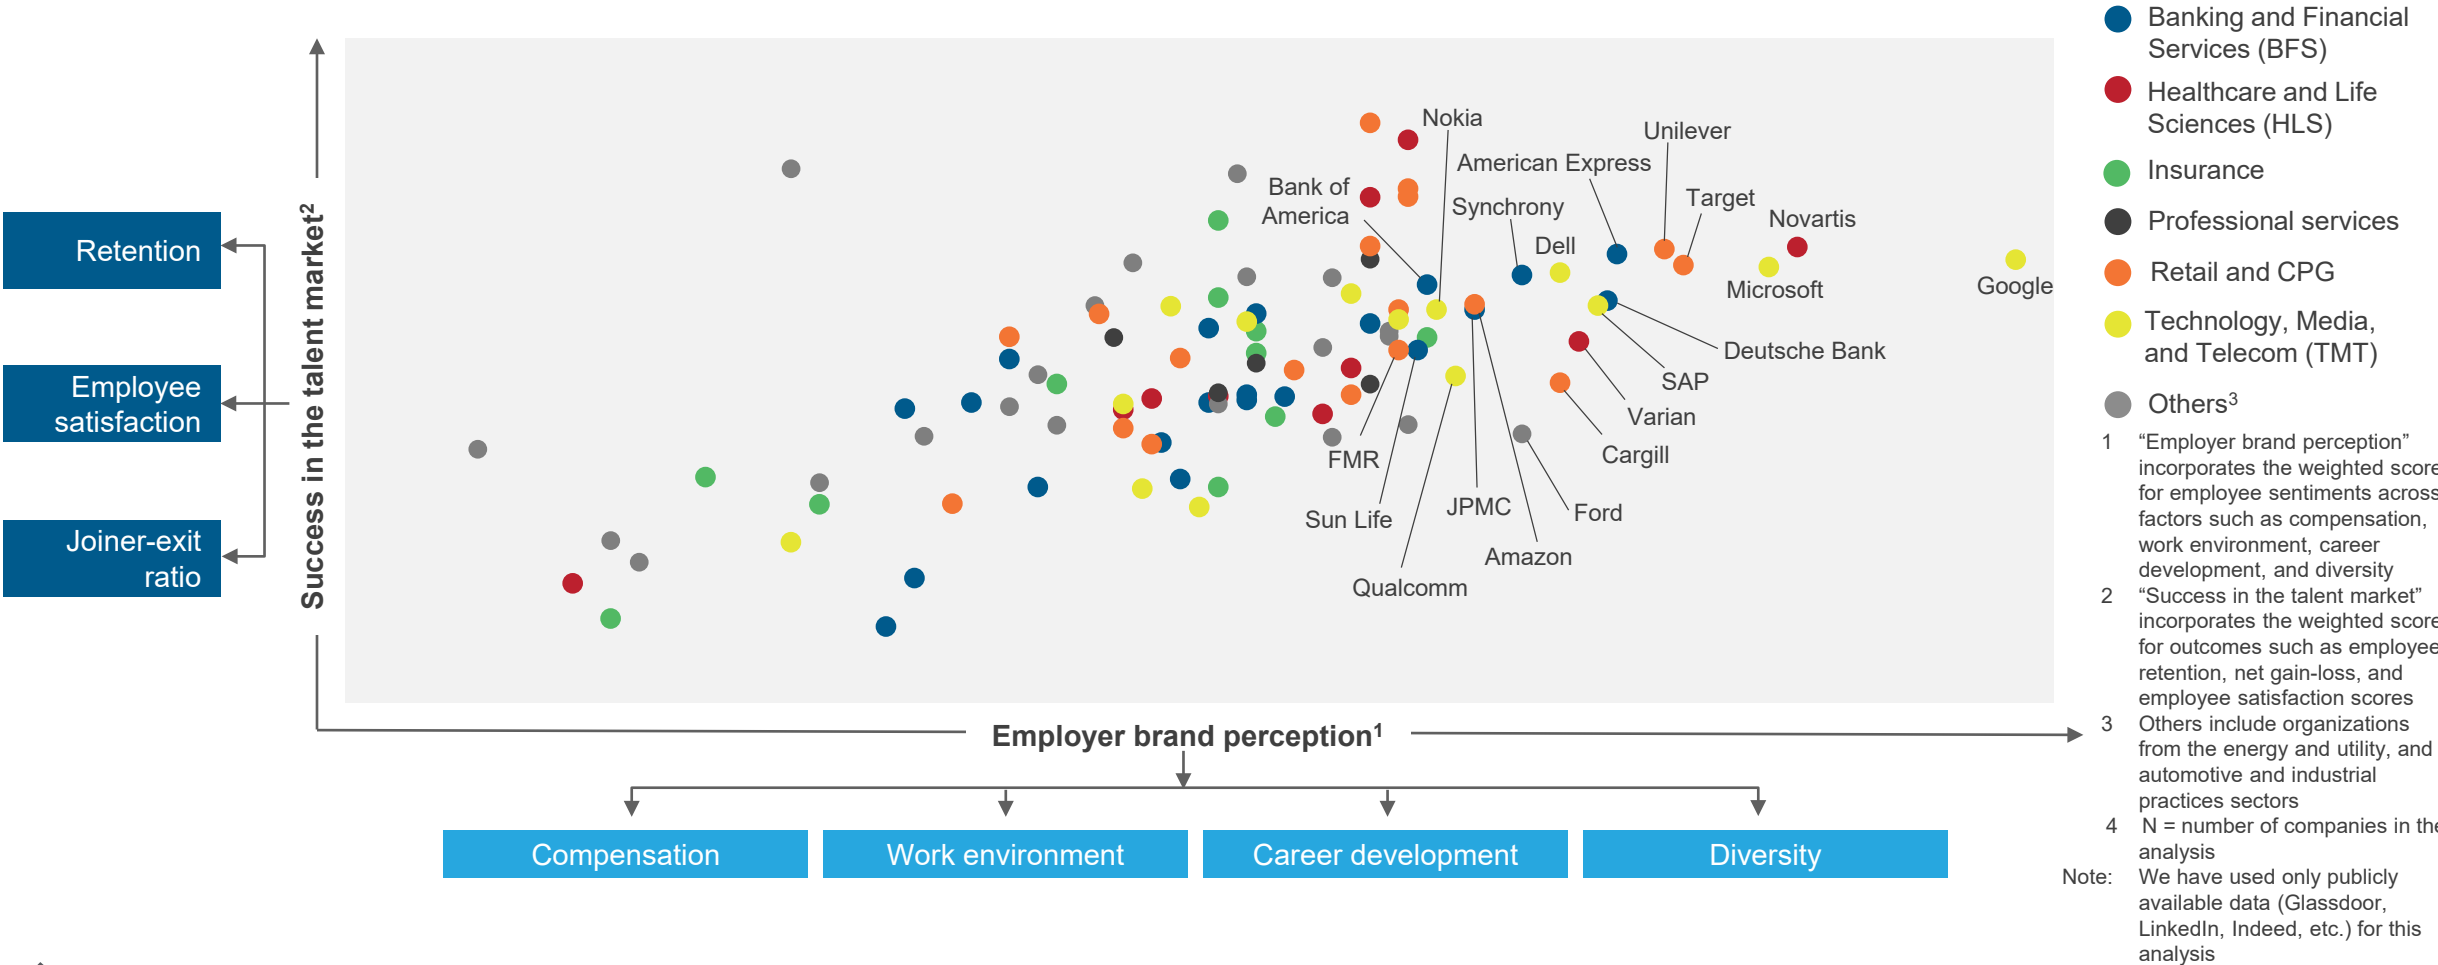 Banking and Financial
Services (BFS)
Healthcare and Life
Sciences (HLS)
Insurance
Professional services
Retail and CPG
Technology, Media,
and Telecom (TMT)
Others³
Retention
Employee
satisfaction
Joiner-exit
ratio
Success in the talent market²
Nokia
Unilever
American Express
Bank of
America
Synchrony
Target
Novartis
Dell
Microsoft
Google
Deutsche Bank
SAP
Varian
Cargill
FMR
JPMC
Ford
Sun Life
Amazon
Qualcomm
Employer brand perception¹
Compensation
Work environment
Career development
Diversity
1 “Employer brand perception”
incorporates the weighted score
for employee sentiments across
factors such as compensation,
work environment, career
development, and diversity
2 “Success in the talent market”
incorporates the weighted score
for outcomes such as employee
retention, net gain-loss, and
employee satisfaction scores
3 Others include organizations
from the energy and utility, and
automotive and industrial
practices sectors
4 N = number of companies in the
analysis
Note: We have used only publicly
available data (Glassdoor,
LinkedIn, Indeed, etc.) for this
analysis